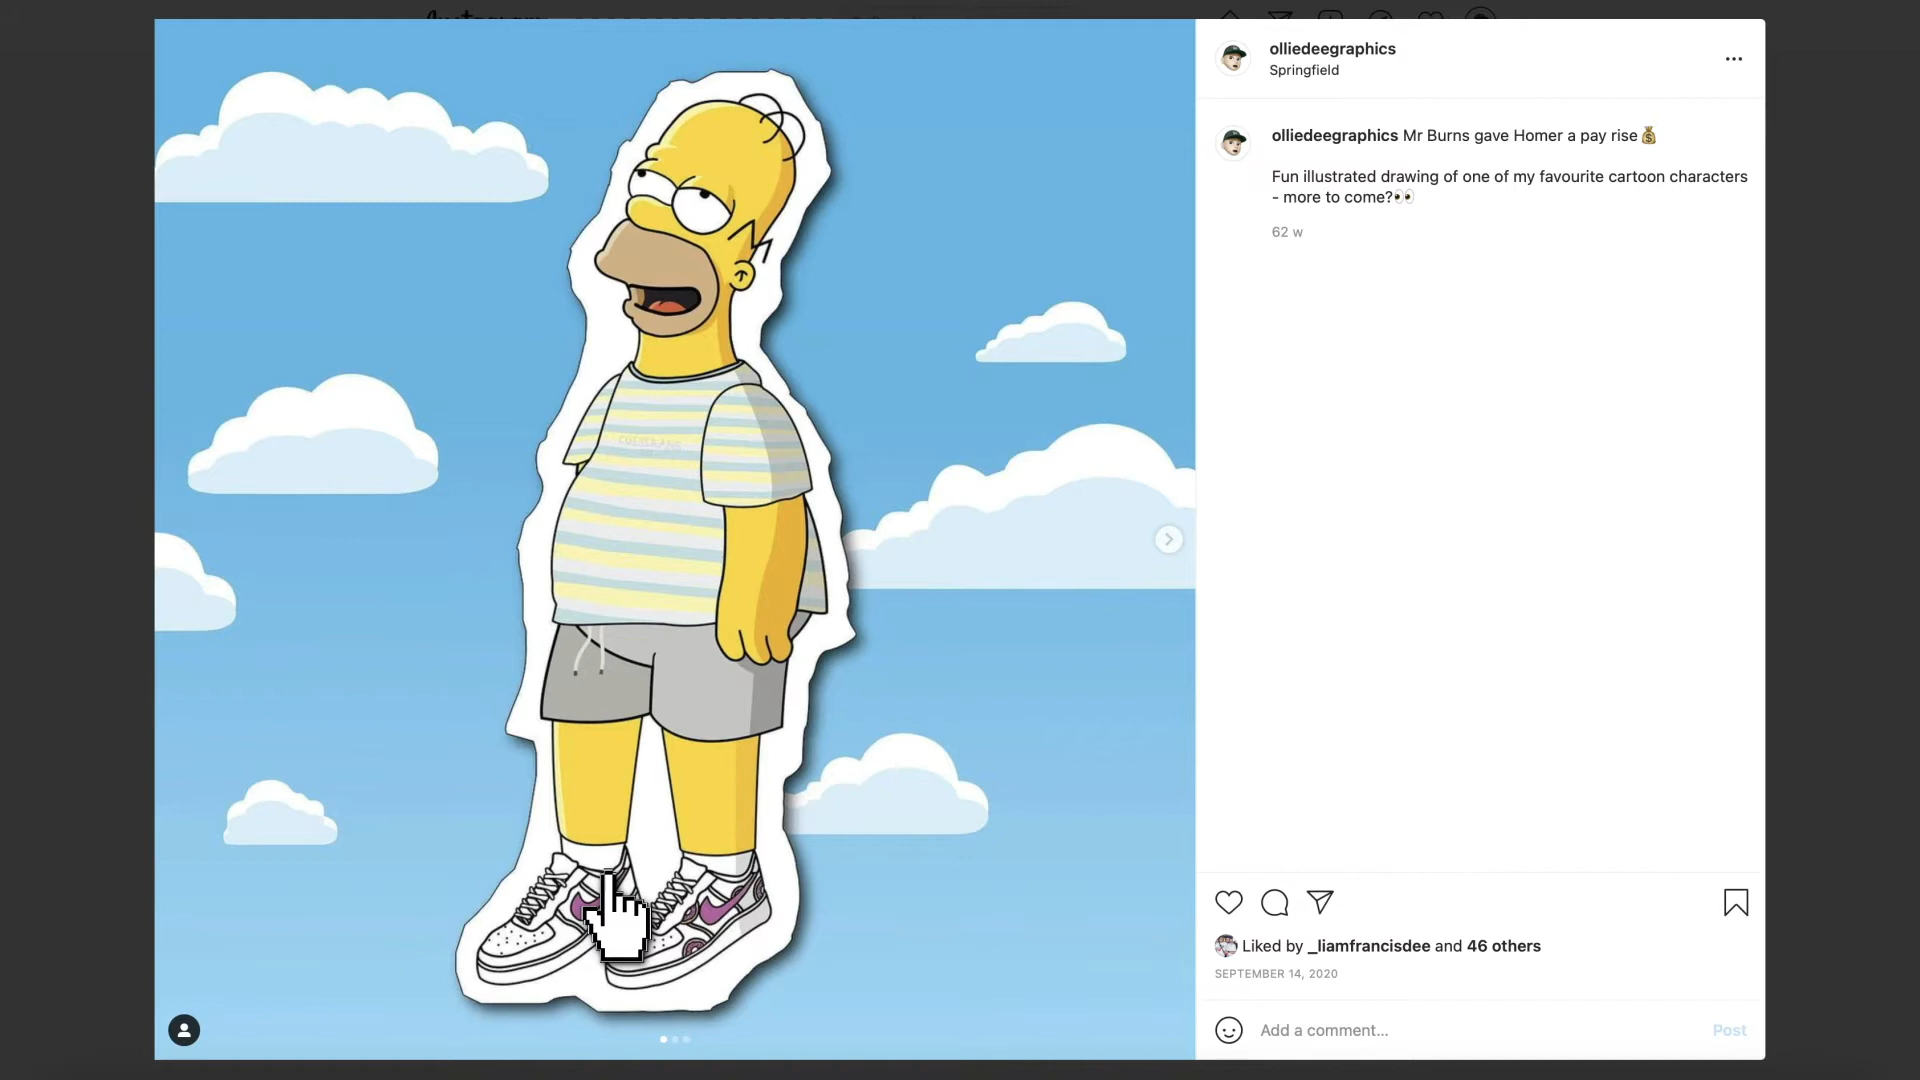 olliedeegraphics
Springfield
olliedeegraphics Mr Burns gave Homer a pay rise💰
Fun illustrated drawing of one of my favourite cartoon characters
- more to come?👀
62 w
Liked by _liamfrancisdee and 46 others
SEPTEMBER 14, 2020
Add a comment...
Post